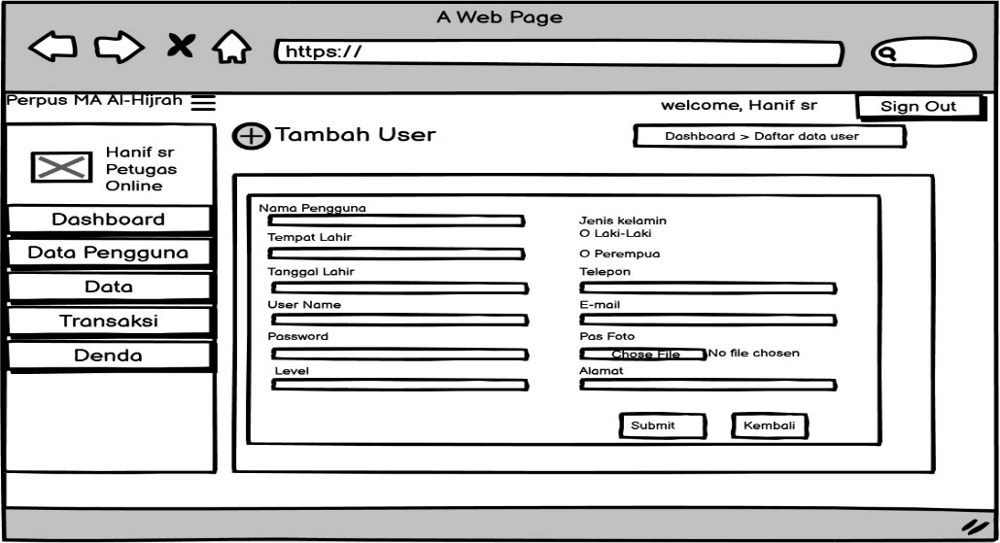 A Web Page
https://
Perpus MA Al-Hijrah
welcome, Hanif sr
Sign Out
Tambah User
Dashboard > Daftar data user
Hanif sr
Petugas
Online
Dashboard
Data Pengguna
Data
Transaksi
Denda
Nama Pengguna
Tempat Lahir
Tanggal Lahir
User Name
Password
Level
Jenis kelamin
O Laki-Laki
O Perempua
Telepon
E-mail
Pas Foto
Chose File No file chosen
Alamat
Submit
Kembali